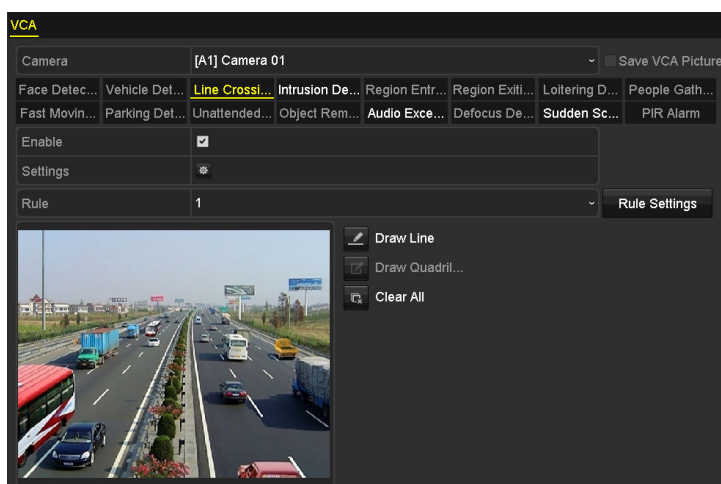 VCA
Camera [A1] Camera 01 Save VCA Picture
Face Detec... Vehicle Det... Line Crossi... Intrusion De... Region Entr... Region Exiti... Loitering D... People Gath...
Fast Movin... Parking Det... Unattended... Object Rem... Audio Exce... Defocus De... Sudden Sc... PIR Alarm
Enable
Settings
Rule 1 Rule Settings
Draw Line
Draw Quadril...
Clear All